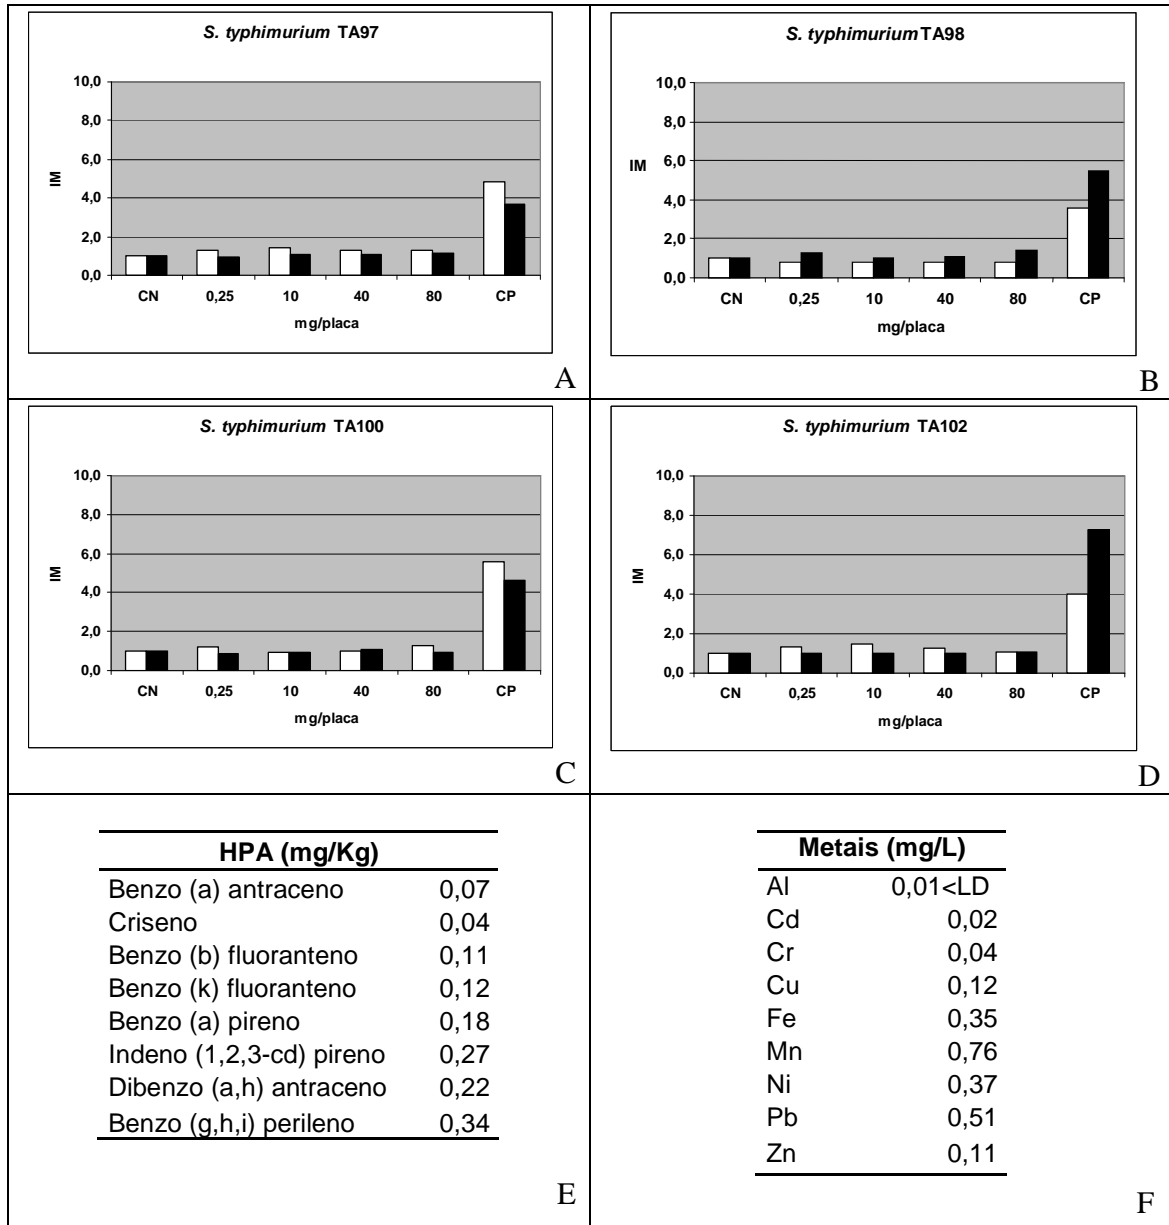 S. typhimurium TA97
10,0
8,0
6,0
4,0
2,0
0,0
IM
CN 0,25 10 40 80 CP
mg/placa
A
S. typhimurium TA98
10,0
8,0
6,0
4,0
2,0
0,0
IM
CN 0,25 10 40 80 CP
mg/placa
B
S. typhimurium TA100
10,0
8,0
6,0
4,0
2,0
0,0
IM
CN 0,25 10 40 80 CP
mg/placa
C
S. typhimurium TA102
10,0
8,0
6,0
4,0
2,0
0,0
IM
CN 0,25 10 40 80 CP
mg/placa
D
HPA (mg/Kg)
Benzo (a) antraceno 0,07
Criseno 0,04
Benzo (b) fluoranteno 0,11
Benzo (k) fluoranteno 0,12
Benzo (a) pireno 0,18
Indeno (1,2,3-cd) pireno 0,27
Dibenzo (a,h) antraceno 0,22
Benzo (g,h,i) perileno 0,34
E
Metais (mg/L)
Al 0,01<LD
Cd 0,02
Cr 0,04
Cu 0,12
Fe 0,35
Mn 0,76
Ni 0,37
Pb 0,51
Zn 0,11
F